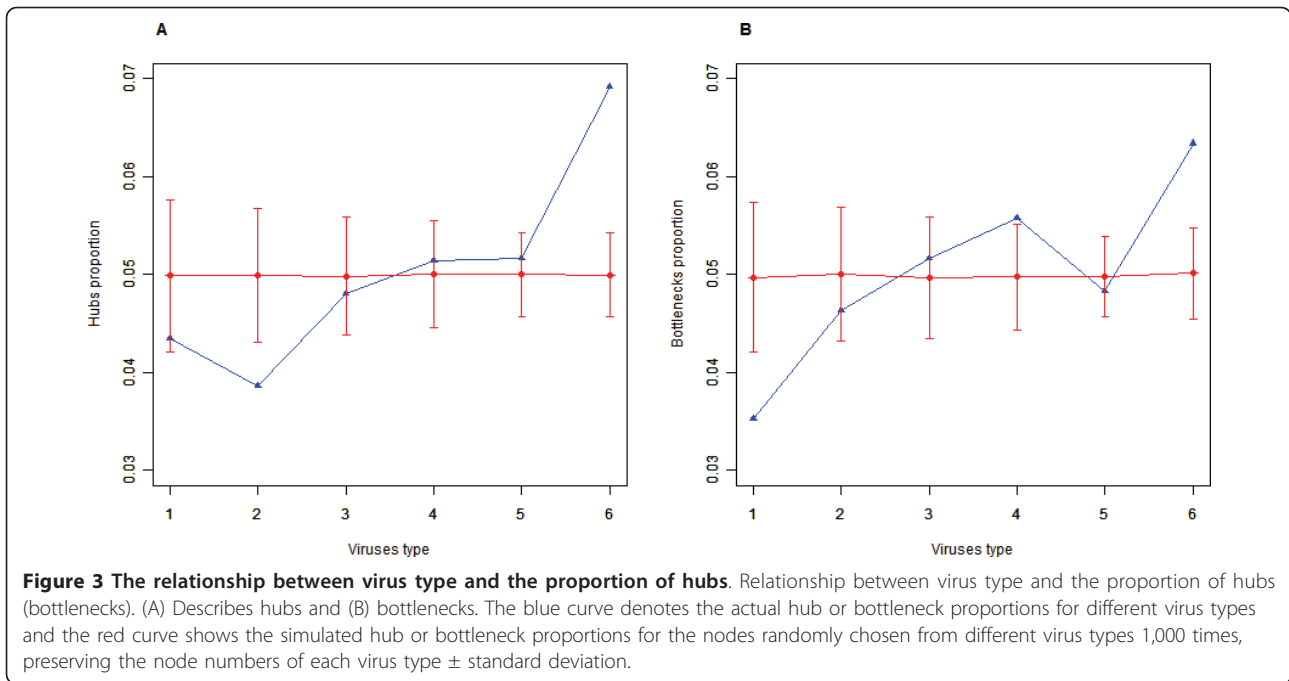 A
Hubs proportion
0.07
0.06
0.05
0.04
0.03
1 2 3 4 5 6
Viruses type
B
Bottlenecks proportion
0.07
0.06
0.05
0.04
0.03
1 2 3 4 5 6
Viruses type
Figure 3 The relationship between virus type and the proportion of hubs. Relationship between virus type and the proportion of hubs
(bottlenecks). (A) Describes hubs and (B) bottlenecks. The blue curve denotes the actual hub or bottleneck proportions for different virus types
and the red curve shows the simulated hub or bottleneck proportions for the nodes randomly chosen from different virus types 1,000 times,
preserving the node numbers of each virus type ± standard deviation.